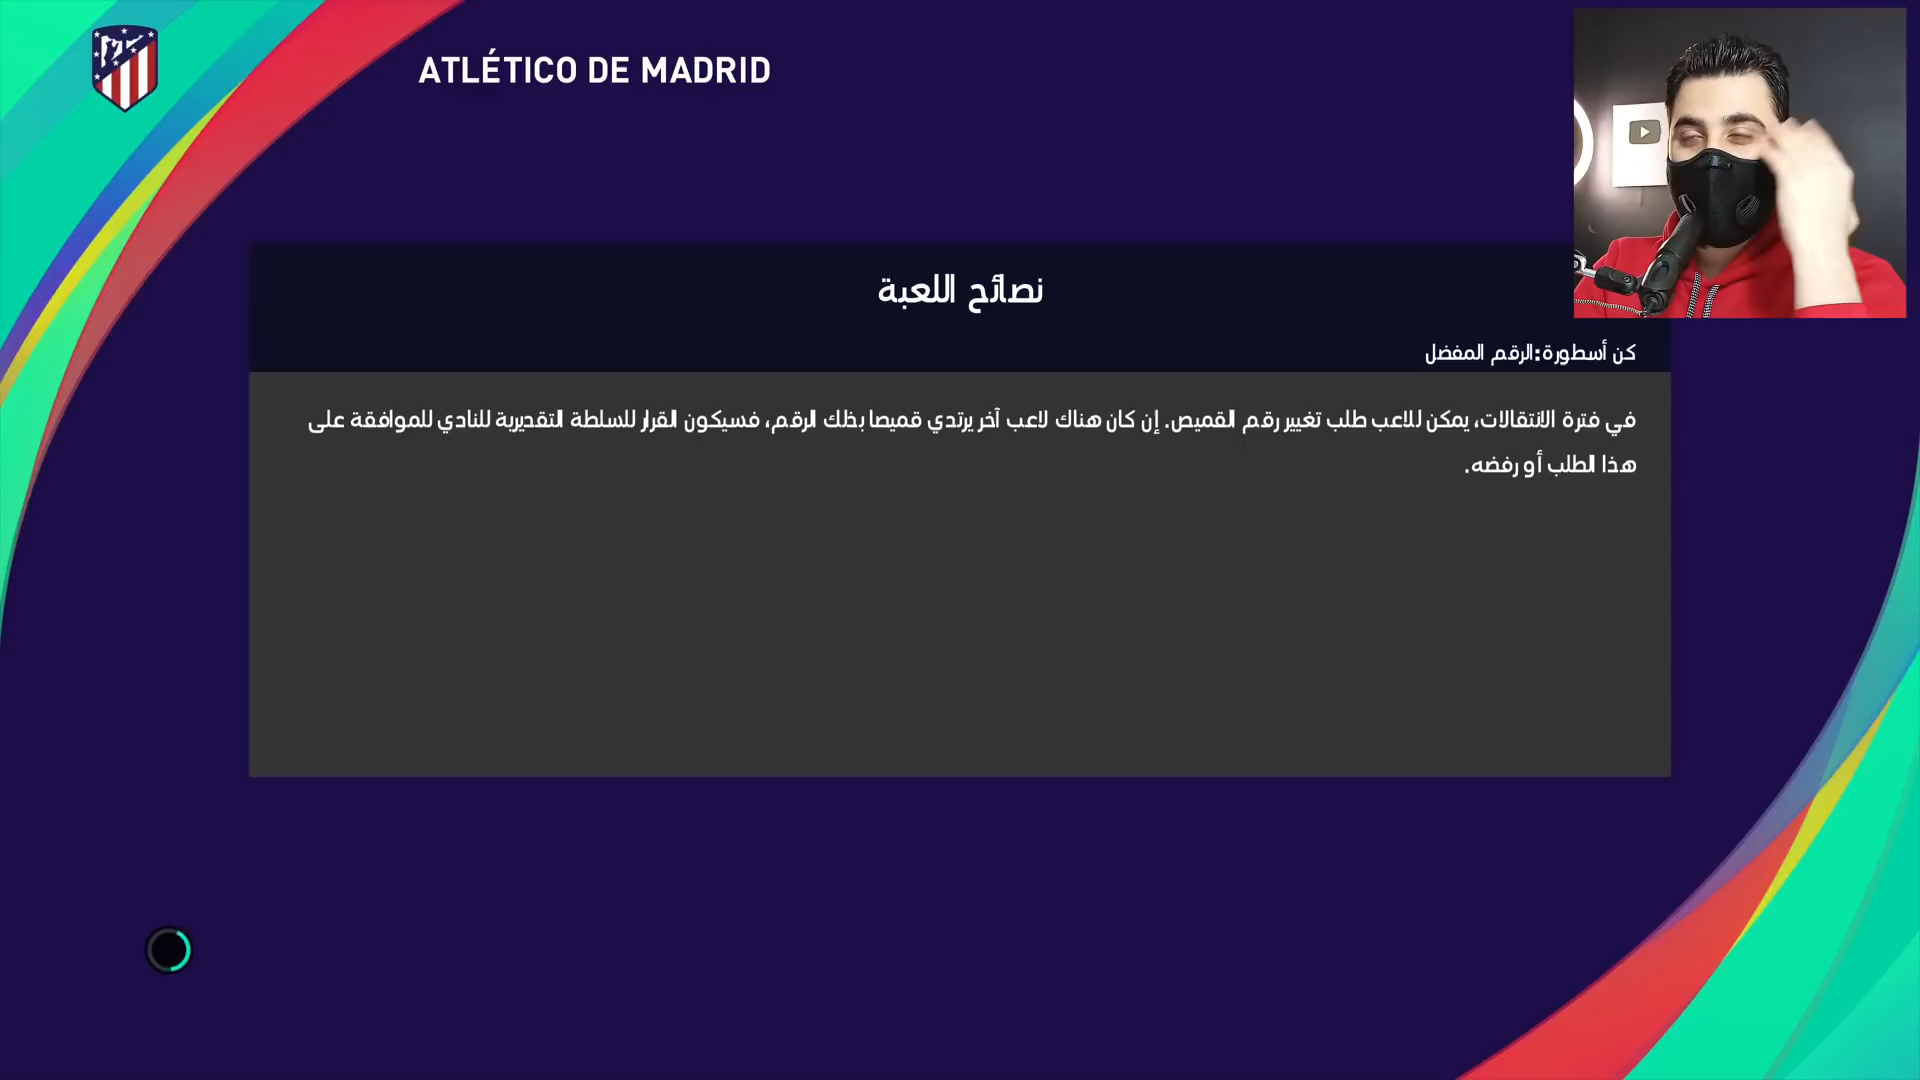 ATLÉTICO DE MADRID
نصائح اللعبة
كن أسطورة:الرقم المفضل
في فترة الانتقالات، يمكن للاعب طلب تغيير رقم القميص. إن كان هناك لاعب آخر يرتدي قميصا بذلك الرقم، فسيكون القرار للسلطة التقديرية للنادي للموافقة على
هذا الطلب أو رفضه.